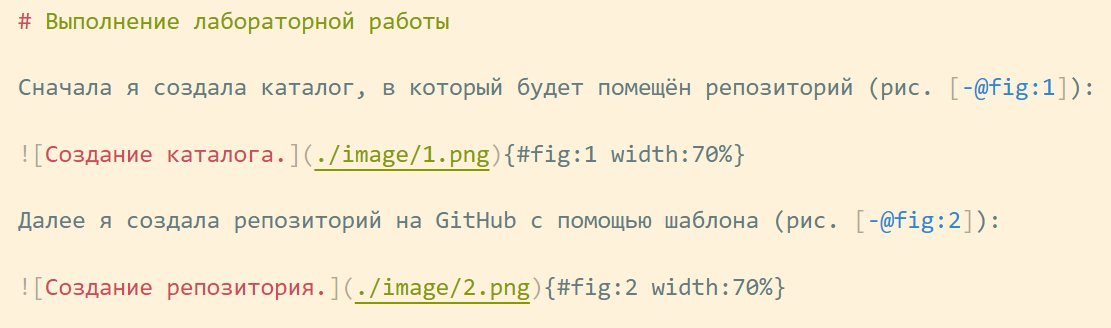 # Выполнение лабораторной работы
Сначала я создала каталог, в который будет помещён репозиторий (рис. [-@fig:1]):
![Создание каталога.](./image/1.png){#fig:1 width:70%}
Далее я создала репозиторий на GitHub с помощью шаблона (рис. [-@fig:2]):
![Создание репозитория.](./image/2.png){#fig:2 width:70%}